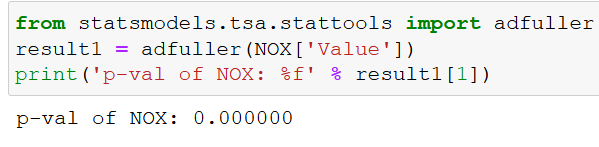 from statsmodels.tsa.stattools import adfuller
result1 = adfuller(NOX['Value'])
print('p-val of NOX: %f' % result1[1])
p-val of NOX: 0.000000